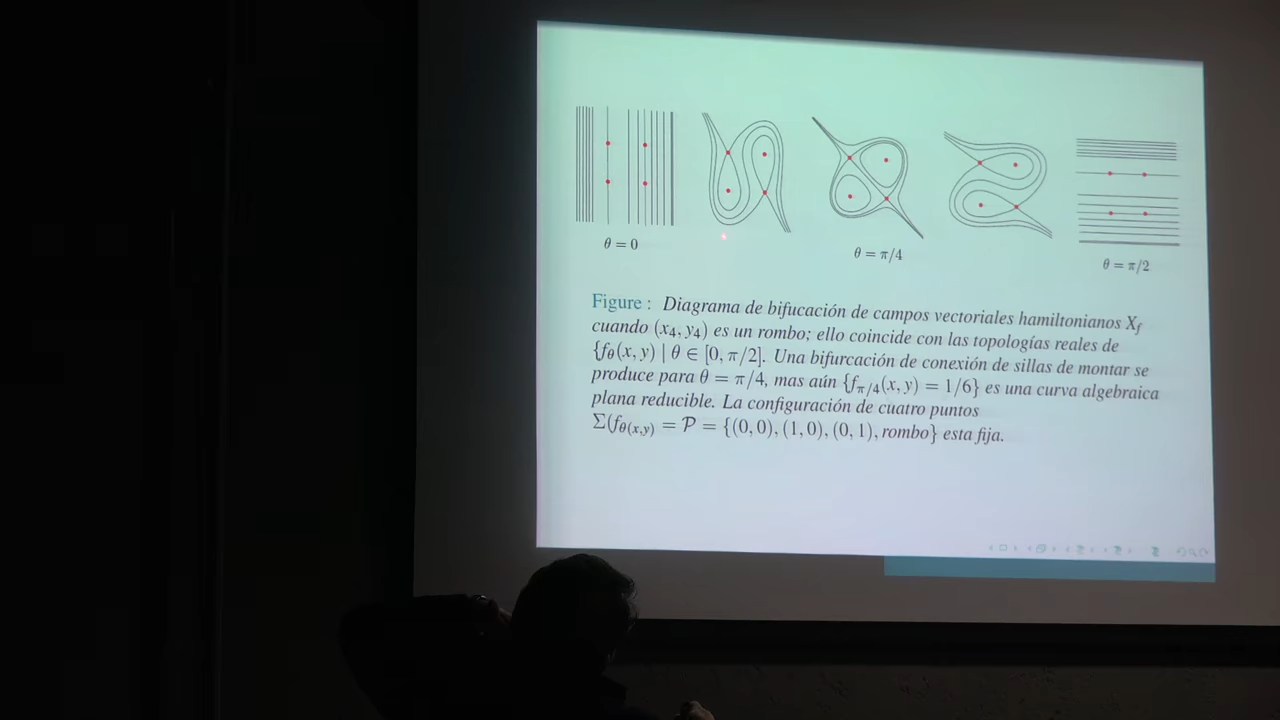 θ = 0
θ = π/4
θ = π/2
Figure : Diagrama de bifucación de campos vectoriales hamiltonianos X_f
cuando (x₄, y₄) es un rombo; ello coincide con las topologías reales de
{f_θ(x, y) | θ ∈ [0, π/2]. Una bifurcación de conexión de sillas de montar se
produce para θ = π/4, mas aún {f_π/4(x, y) = 1/6} es una curva algebraica
plana reducible. La configuración de cuatro puntos
Σ(f_θ(x,y) = 𝒫 = {(0, 0), (1, 0), (0, 1), rombo} esta fija.